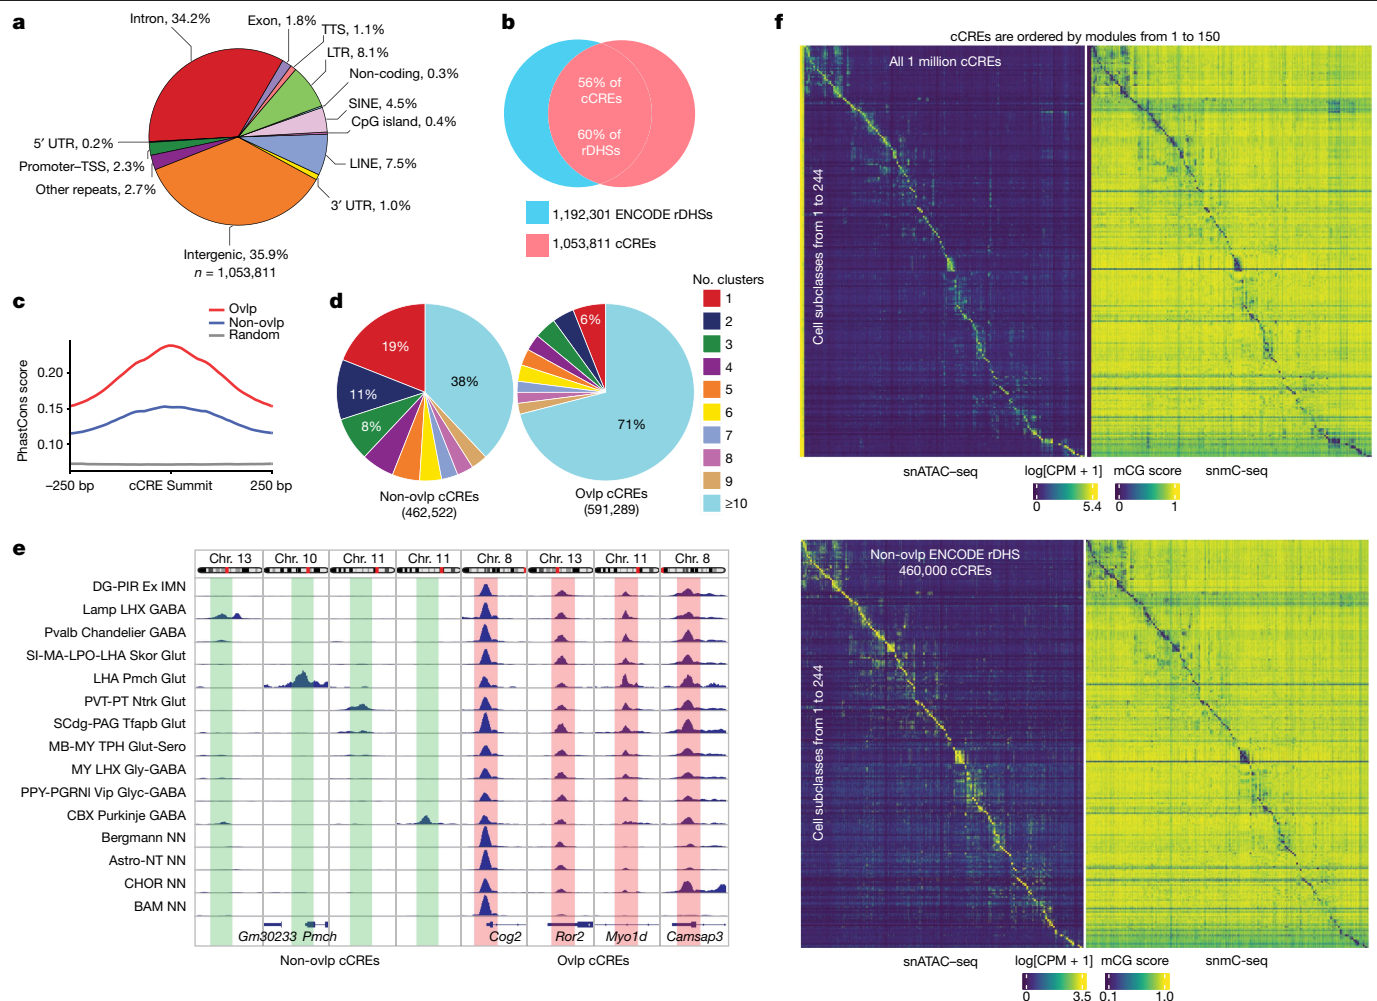 a
Intron, 34.2%
Exon, 1.8%
TTS, 1.1%
LTR, 8.1%
Non-coding, 0.3%
SINE, 4.5%
CpG island, 0.4%
LINE, 7.5%
3′ UTR, 1.0%
5′ UTR, 0.2%
Promoter–TSS, 2.3%
Other repeats, 2.7%
Intergenic, 35.9%
n = 1,053,811
b
56% of
cCREs
60% of
rDHSs
1,192,301 ENCODE rDHSs
1,053,811 cCREs
c
Ovlp
Non-ovlp
Random
PhastCons score
0.20
0.15
0.10
–250 bp
cCRE Summit
250 bp
d
19%
11%
8%
38%
Non-ovlp cCREs
(462,522)
6%
71%
Ovlp cCREs
(591,289)
No. clusters
1
2
3
4
5
6
7
8
9
≥10
e
Chr. 13
Chr. 10
Chr. 11
Chr. 11
Chr. 8
Chr. 13
Chr. 11
Chr. 8
DG-PIR Ex IMN
Lamp LHX GABA
Pvalb Chandelier GABA
SI-MA-LPO-LHA Skor Glut
LHA Pmch Glut
PVT-PT Ntrk Glut
SCdg-PAG Tfapb Glut
MB-MY TPH Glut-Sero
MY LHX Gly-GABA
PPY-PGRNl Vip Glyc-GABA
CBX Purkinje GABA
Bergmann NN
Astro-NT NN
CHOR NN
BAM NN
Gm30233 Pmch
Cog2
Ror2
Myo1d
Camsap3
Non-ovlp cCREs
Ovlp cCREs
f
cCREs are ordered by modules from 1 to 150
All 1 million cCREs
Cell subclasses from 1 to 244
snATAC–seq
log[CPM + 1]
0
5.4
mCG score
0
1
snmC-seq
Non-ovlp ENCODE rDHS
460,000 cCREs
Cell subclasses from 1 to 244
snATAC–seq
log[CPM + 1]
0
3.5
mCG score
0.1
1.0
snmC-seq